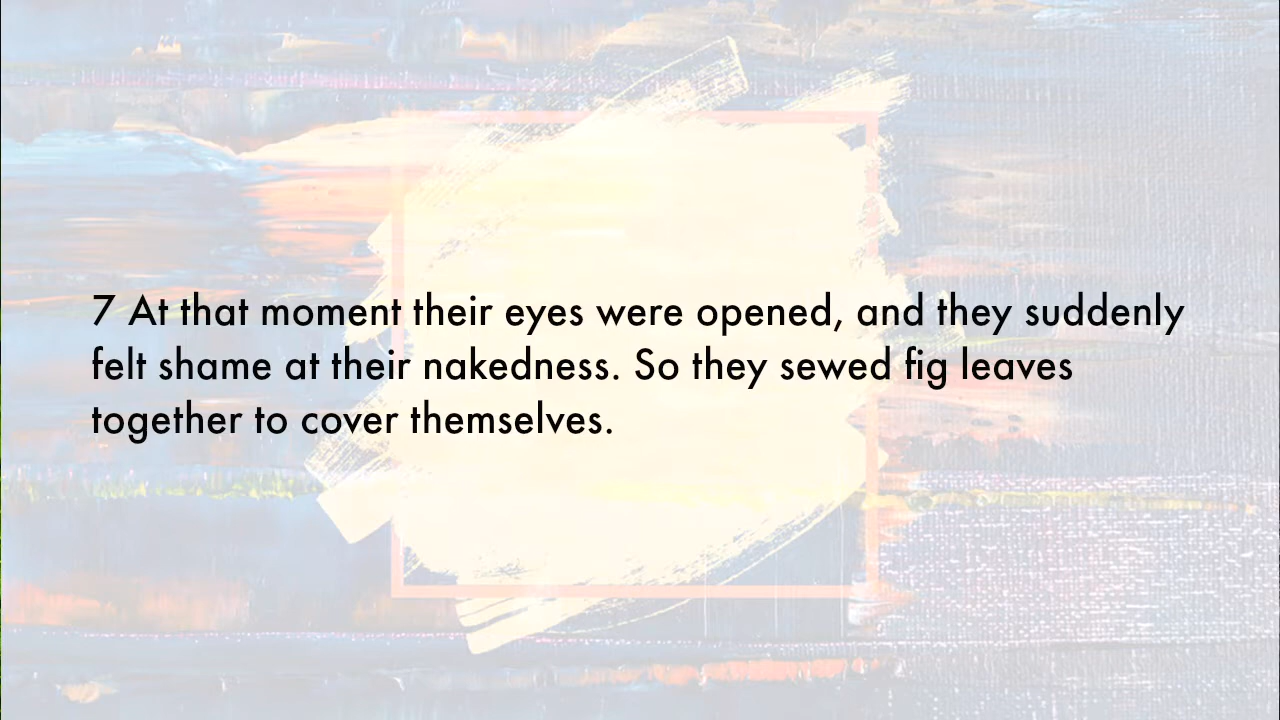 7 At that moment their eyes were opened, and they suddenly
felt shame at their nakedness. So they sewed fig leaves
together to cover themselves.